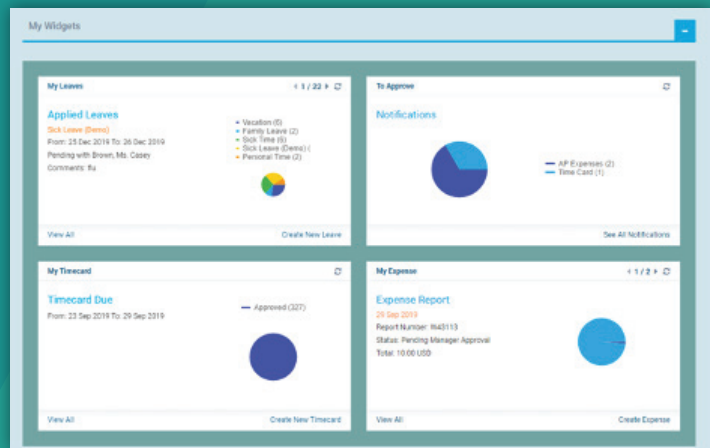 My Widgets
My Leaves
1 / 22
Applied Leaves
Sick Leave (Demo)
From: 25 Dec 2019 To: 26 Dec 2019
Pending with Brown, Ms. Casey
Comments: flu
Vacation (6)
Family Leave (2)
Sick Time (6)
Sick Leave (Demo) (
Personal Time (2)
View All
Create New Leave
To Approve
Notifications
AP Expenses (2)
Time Card (1)
See All Notifications
My Timecard
Timecard Due
From: 23 Sep 2019 To: 29 Sep 2019
Approved (327)
View All
Create New Timecard
My Expense
1 / 2
Expense Report
29 Sep 2019
Report Number:
Status: Pending Manager Approval
Total: 10.00 USD
View All
Create Expense